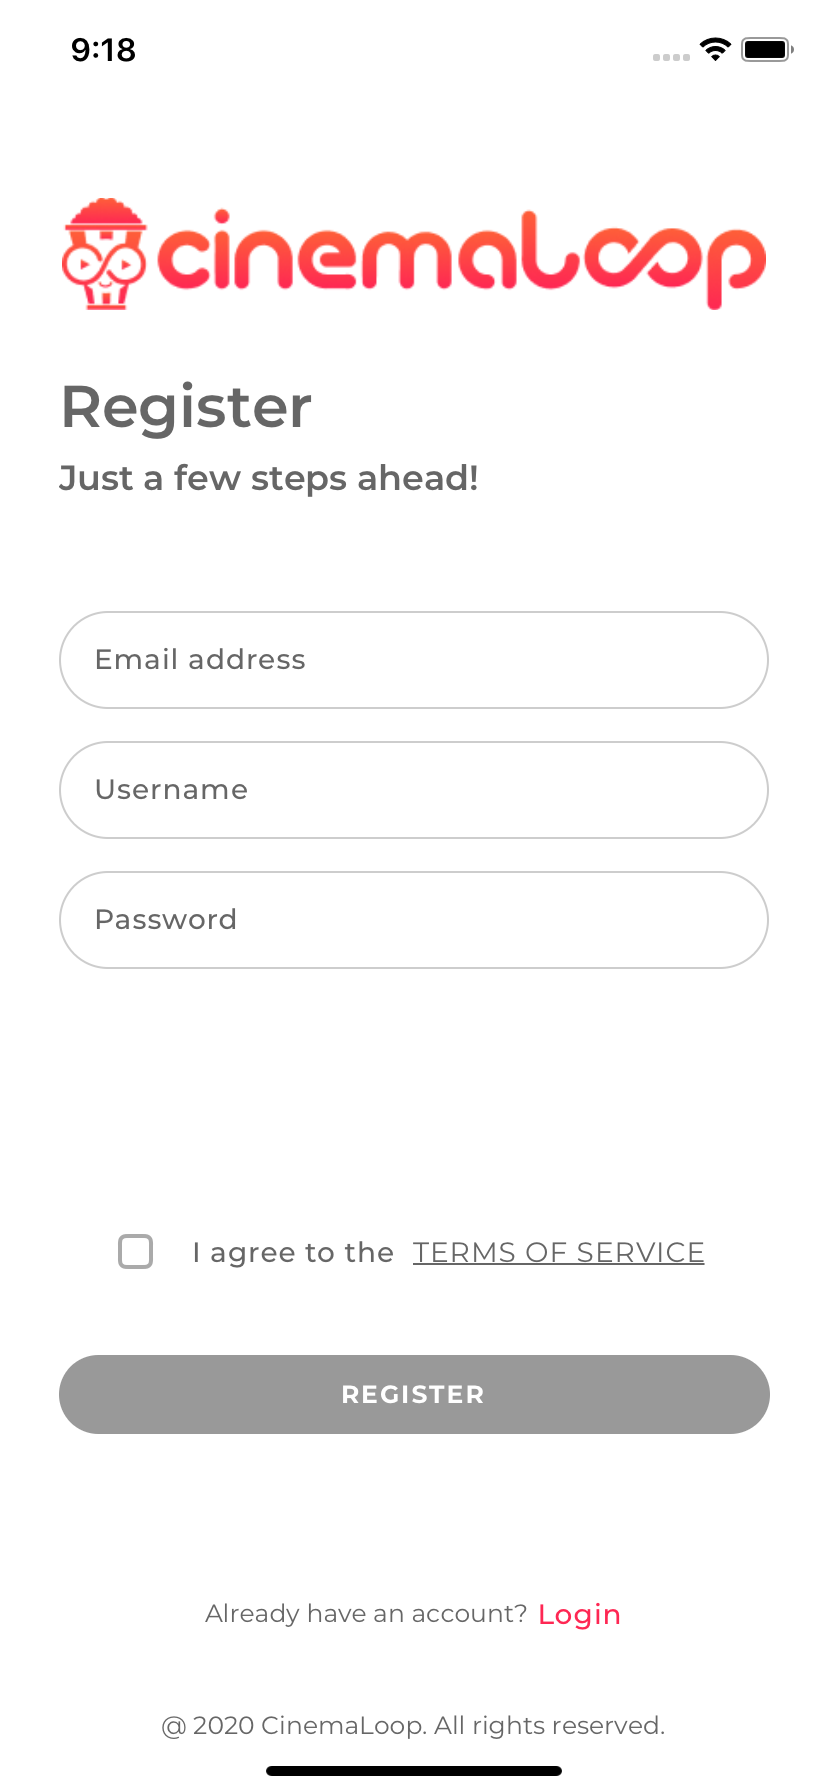 9:18
cinemaLoop
Register
Just a few steps ahead!
Email address
Username
Password
I agree to the TERMS OF SERVICE
REGISTER
Already have an account? Login
@ 2020 CinemaLoop. All rights reserved.